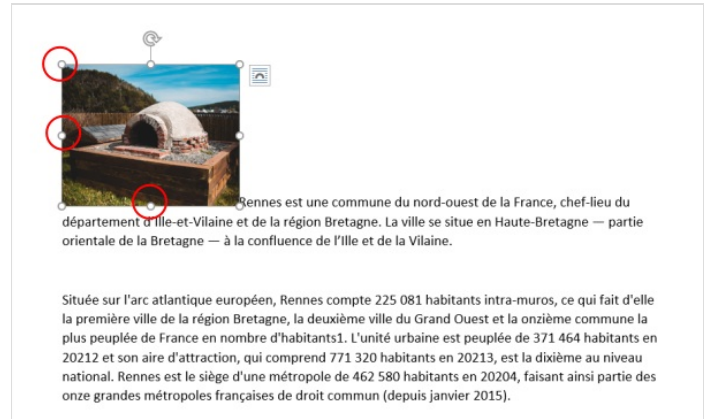 Rennes est une commune du nord-ouest de la France, chef-lieu du
département d'Ille-et-Vilaine et de la région Bretagne. La ville se situe en Haute-Bretagne — partie
orientale de la Bretagne — à la confluence de l'Ille et de la Vilaine.
Située sur l'arc atlantique européen, Rennes compte 225 081 habitants intra-muros, ce qui fait d'elle
la première ville de la région Bretagne, la deuxième ville du Grand Ouest et la onzième commune la
plus peuplée de France en nombre d'habitants1. L'unité urbaine est peuplée de 371 464 habitants en
20212 et son aire d'attraction, qui comprend 771 320 habitants en 20213, est la dixième au niveau
national. Rennes est le siège d'une métropole de 462 580 habitants en 20204, faisant ainsi partie des
onze grandes métropoles françaises de droit commun (depuis janvier 2015).